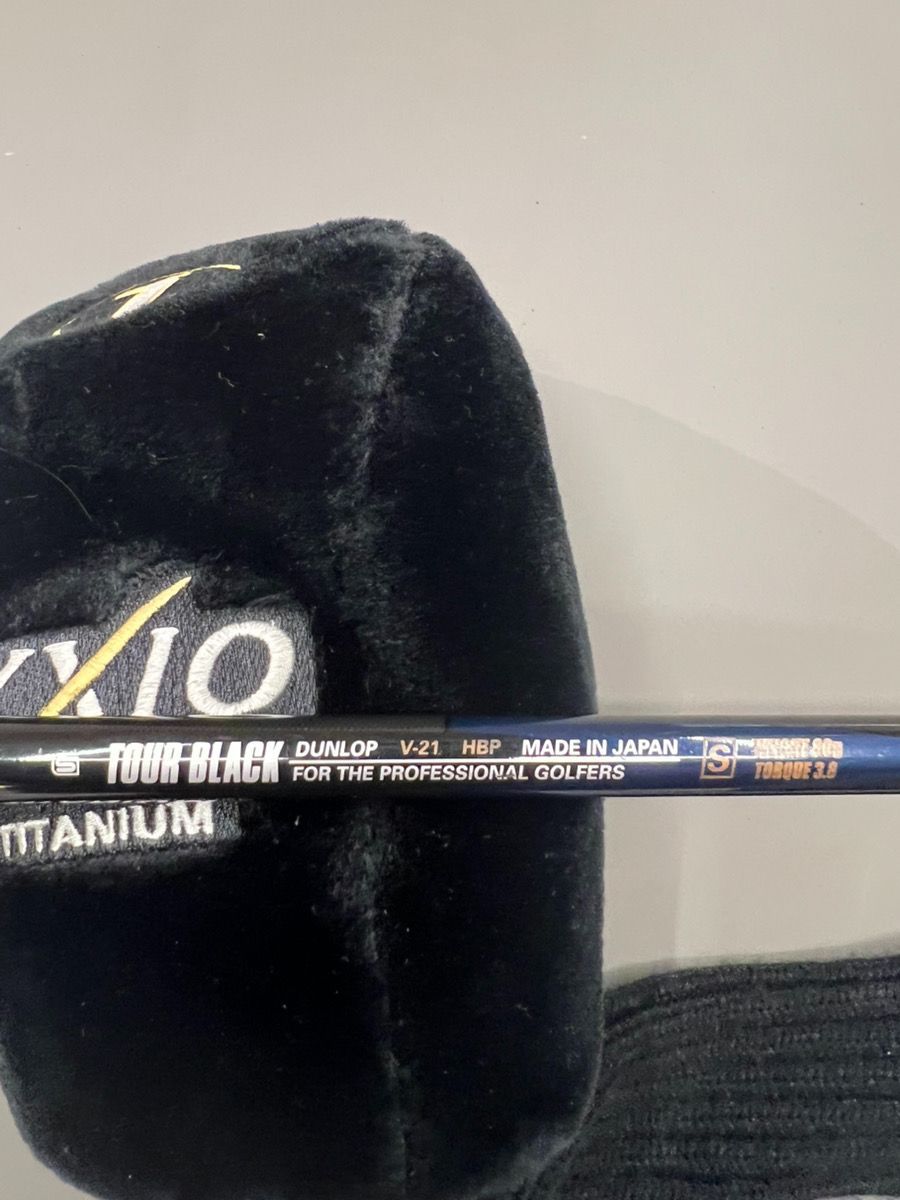 XXIO
TOUR BLACK
DUNLOP V-21 HBP MADE IN JAPAN
FOR THE PROFESSIONAL GOLFERS
S
TORQUE 3.8
TITANIUM